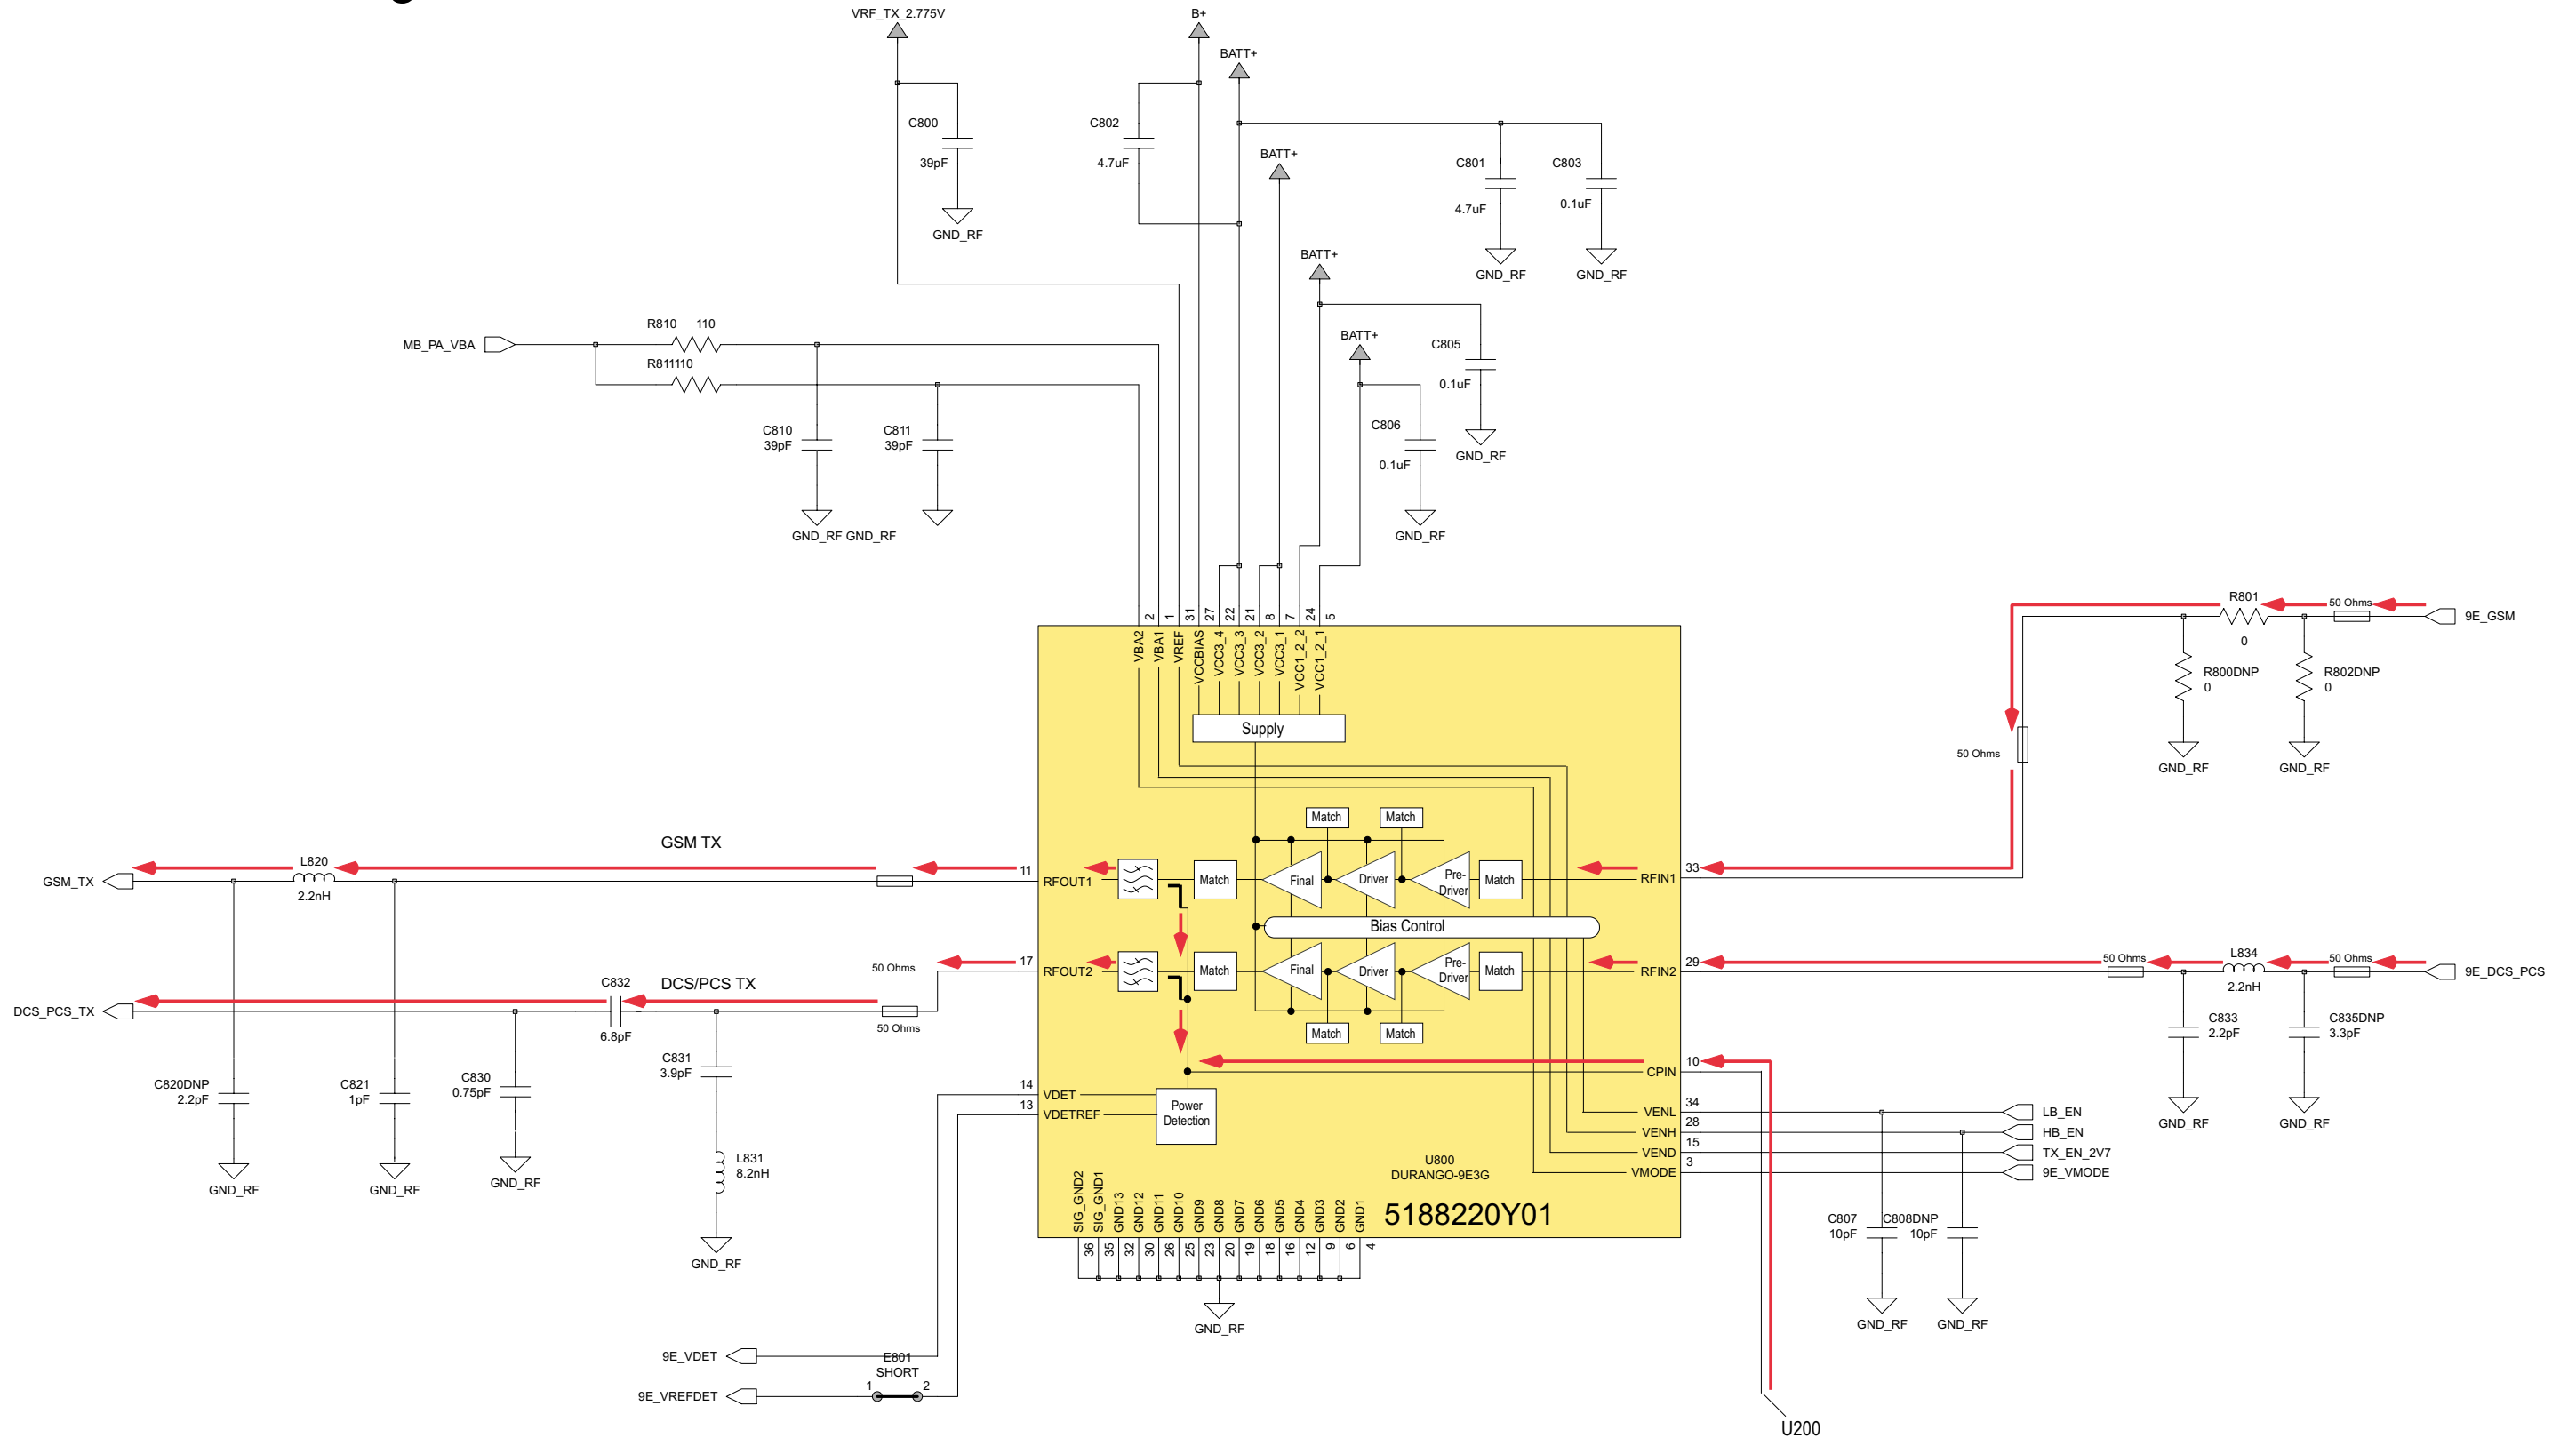 g
VRF_TX_2.775V
B+
BATT+
C800
39pF
GND_RF
C802
4.7uF
BATT+
C801
4.7uF
GND_RF
C803
0.1uF
GND_RF
BATT+
BATT+
C805
0.1uF
GND_RF
C806
0.1uF
GND_RF
MB_PA_VBA
R810 110
R811110
C810
39pF
C811
39pF
GND_RF GND_RF
2 1 31 27 22 21 8 7 24 5
VBA2
VBA1
VREF
VCCBIAS
VCC3_4
VCC3_3
VCC3_2
VCC3_1
VCC1_2_2
VCC1_2_1
Supply
R801
0
50 Ohms
9E_GSM
R800DNP
0
R802DNP
0
GND_RF
GND_RF
50 Ohms
Match
Match
GSM TX
GSM_TX
L820
2.2nH
11
RFOUT1
Match
Final
Driver
Pre-
Driver
Match
RFIN1
33
Bias Control
50 Ohms
17
RFOUT2
Match
Final
Driver
Pre-
Driver
Match
RFIN2
29
50 Ohms
L834
2.2nH
50 Ohms
9E_DCS_PCS
DCS/PCS TX
DCS_PCS_TX
C832
6.8pF
50 Ohms
Match
Match
C833
2.2pF
C835DNP
3.3pF
GND_RF
GND_RF
C820DNP
2.2pF
GND_RF
C821
1pF
GND_RF
C830
0.75pF
GND_RF
C831
3.9pF
L831
8.2nH
GND_RF
14
VDET
13
VDETREF
Power
Detection
CPIN
10
VENL
34
LB_EN
VENH
28
HB_EN
VEND
15
TX_EN_2V7
VMODE
3
9E_VMODE
U800
DURANGO-9E3G
5188220Y01
SIG_GND2
SIG_GND1
GND13
GND12
GND11
GND10
GND9
GND8
GND7
GND6
GND5
GND4
GND3
GND2
GND1
36 35 32 30 26 25 23 20 19 18 16 12 9 6 4
GND_RF
C807
10pF
C808DNP
10pF
GND_RF
GND_RF
9E_VDET
E801
SHORT
9E_VREFDET
1
2
U200